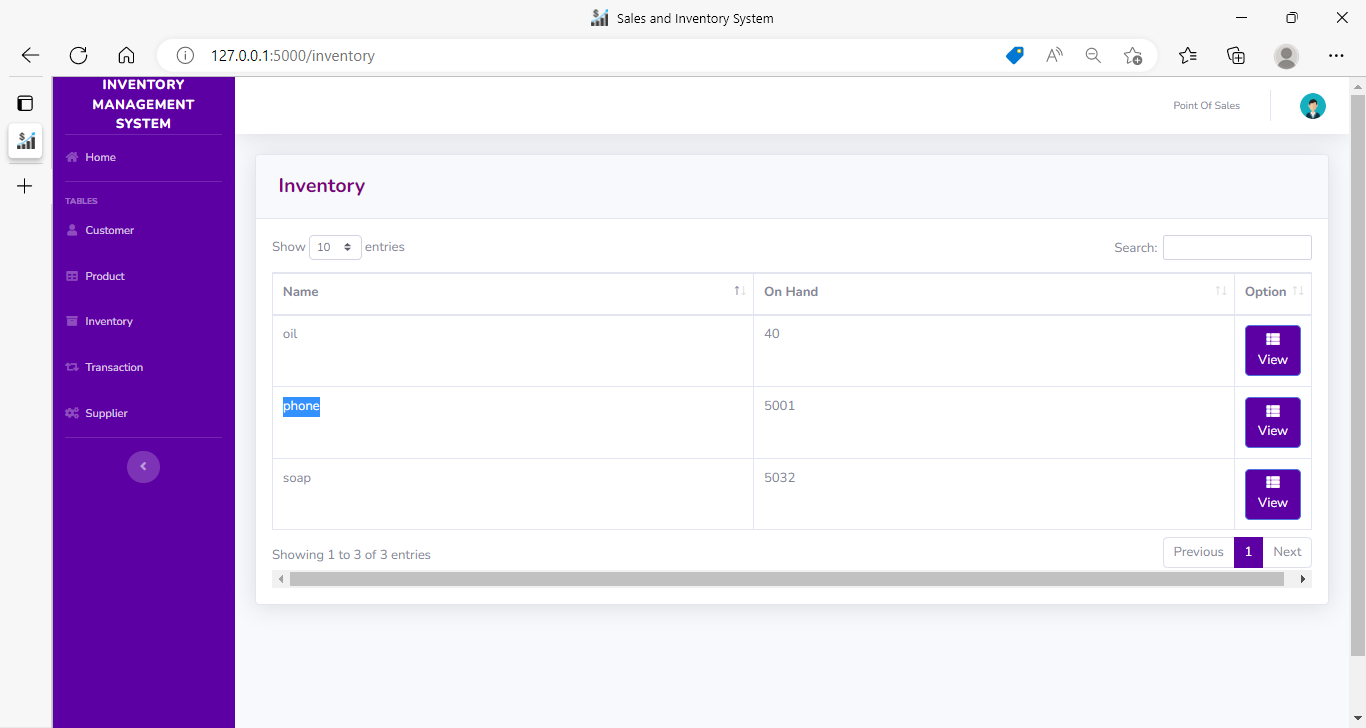 Sales and Inventory System
127.0.0.1:5000/inventory
INVENTORY
MANAGEMENT
SYSTEM
Point Of Sales
Home
TABLES
Customer
Product
Inventory
Transaction
Supplier
Inventory
Show 10 entries
Search:
Name On Hand Option
oil 40 View
phone 5001 View
soap 5032 View
Showing 1 to 3 of 3 entries
Previous 1 Next